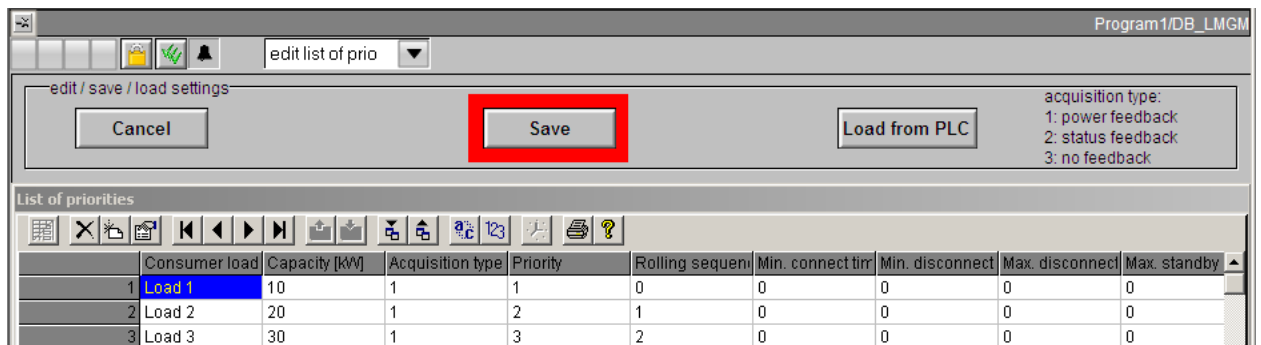 Program1/DB_LMGM
edit list of prio
edit / save / load settings
Cancel
Save
Load from PLC
acquisition type:
1: power feedback
2: status feedback
3: no feedback
List of priorities
Consumer load Capacity [kW] Acquisition type Priority Rolling sequen Min. connect tim Min. disconnect Max. disconnect Max. standby
1 Load 1 10 1 1 0 0 0 0 0
2 Load 2 20 1 2 1 0 0 0 0
3 Load 3 30 1 3 2 0 0 0 0